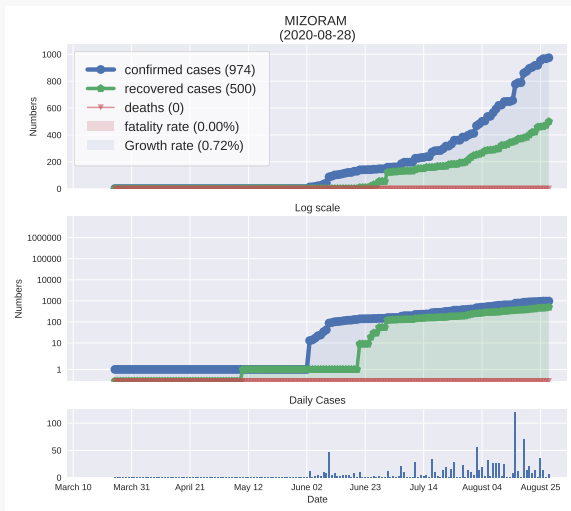 MIZORAM
(2020-08-28)
1000
800
600
400
200
0
Numbers
confirmed cases (974)
recovered cases (500)
deaths (0)
fatality rate (0.00%)
Growth rate (0.72%)
Log scale
1000000
100000
10000
1000
100
10
1
Numbers
Daily Cases
100
50
0
March 10 March 31 April 21 May 12 June 02 June 23 July 14 August 04 August 25
Date